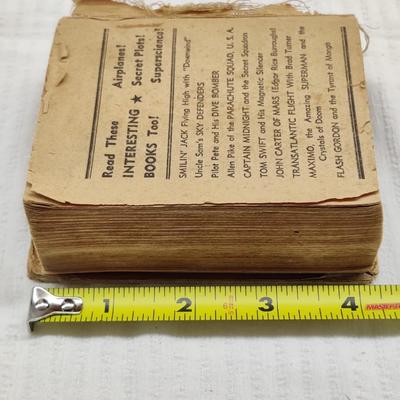 Read These
Airplanes!
INTERESTING ★ Secret Plots!
BOOKS Too!
Superscience!
SMILIN' JACK Flying High with "Downwind"
Uncle Sam's SKY DEFENDERS
Pilot Pete and His DIVE BOMBER
Allen Pike of the PARACHUTE SQUAD, U. S. A.
CAPTAIN MIDNIGHT and the Secret Squadron
TOM SWIFT and His Magnetic Silencer
JOHN CARTER OF MARS (Edgar Rice Burroughs)
TRANSATLANTIC FLIGHT With Brad Turner
MAXIMO, the Amazing SUPERMAN and the
Crystals of Doom
FLASH GORDON and the Tyrant of Mongo
1 2 3 4